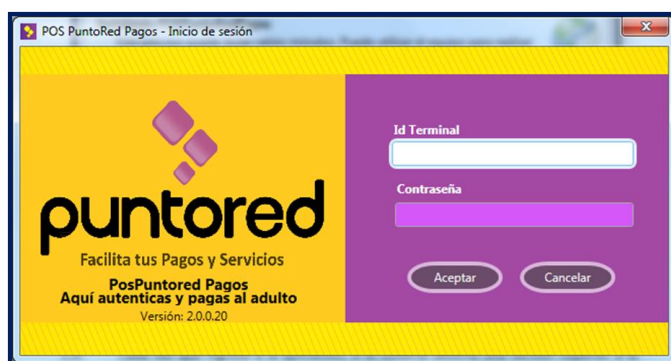 POS PuntoRed Pagos - Inicio de sesión
puntored
Facilita tus Pagos y Servicios
PosPuntored Pagos
Aquí autenticas y pagas al adulto
Versión: 2.0.0.20
Id Terminal
Contraseña
Aceptar
Cancelar